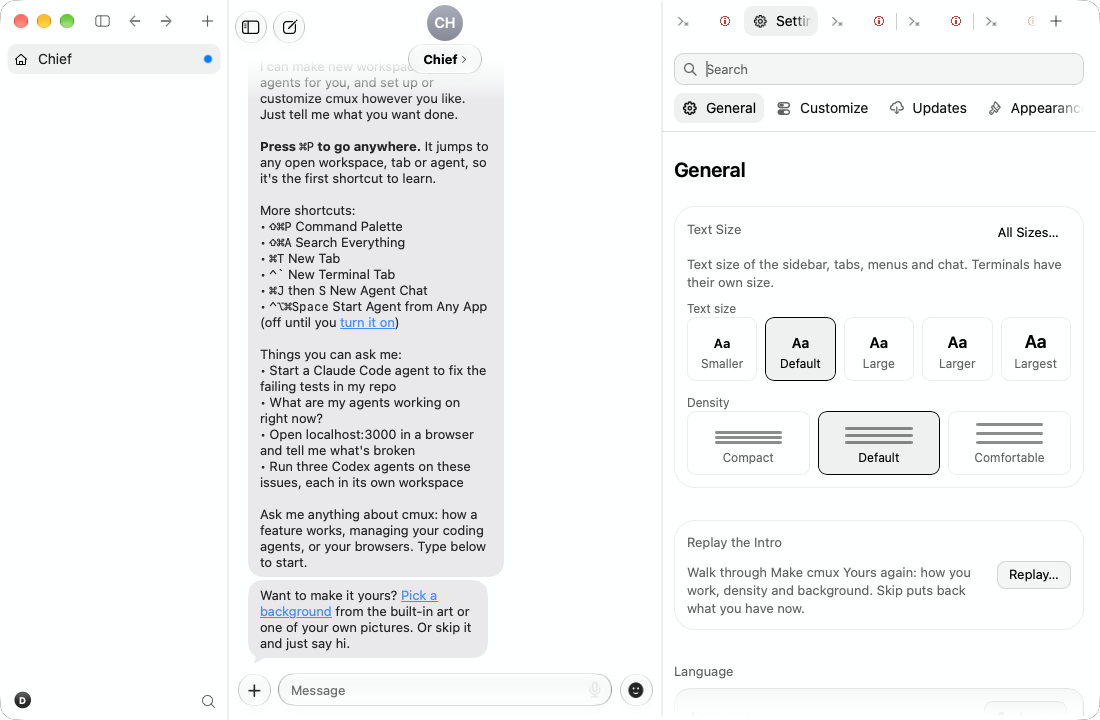 CH
Chief
Chief ›
I can make new workspac
agents for you, and set up or
customize cmux however you like.
Just tell me what you want done.
Press ⌘P to go anywhere. It jumps to
any open workspace, tab or agent, so
it's the first shortcut to learn.
More shortcuts:
• ⇧⌘P Command Palette
• ⇧⌘A Search Everything
• ⌘T New Tab
• ^` New Terminal Tab
• ⌘J then S New Agent Chat
• ^⌥⌘Space Start Agent from Any App
(off until you turn it on)
Things you can ask me:
• Start a Claude Code agent to fix the
failing tests in my repo
• What are my agents working on
right now?
• Open localhost:3000 in a browser
and tell me what's broken
• Run three Codex agents on these
issues, each in its own workspace
Ask me anything about cmux: how a
feature works, managing your coding
agents, or your browsers. Type below
to start.
Want to make it yours? Pick a
background from the built-in art or
one of your own pictures. Or skip it
and just say hi.
Message
D
Settin
Search
General
Customize
Updates
Appearanc
General
Text Size
All Sizes...
Text size of the sidebar, tabs, menus and chat. Terminals have
their own size.
Text size
Aa Aa Aa Aa Aa
Smaller Default Large Larger Largest
Density
Compact Default Comfortable
Replay the Intro
Walk through Make cmux Yours again: how you
work, density and background. Skip puts back
what you have now.
Replay...
Language